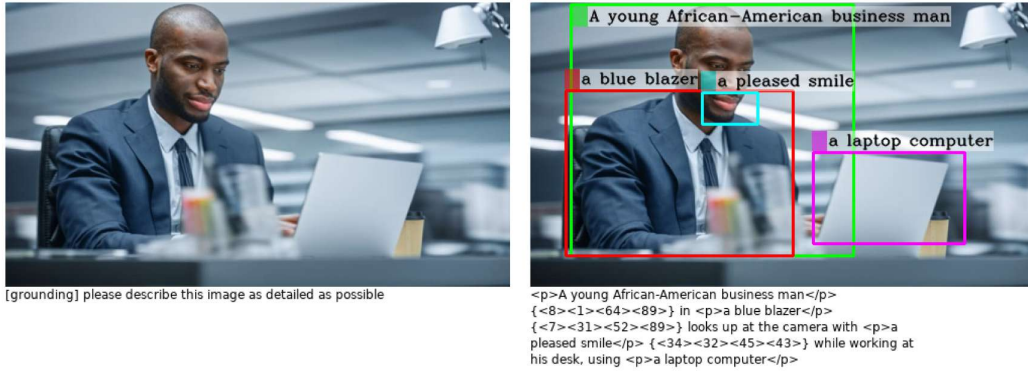 A young African-American business man
a blue blazer
a pleased smile
a laptop computer
[grounding] please describe this image as detailed as possible
<p>A young African-American business man</p>
{<8><1><64><89>} in <p>a blue blazer</p>
{<7><31><52><89>} looks up at the camera with <p>a
pleased smile</p> {<34><32><45><43>} while working at
his desk, using <p>a laptop computer</p>